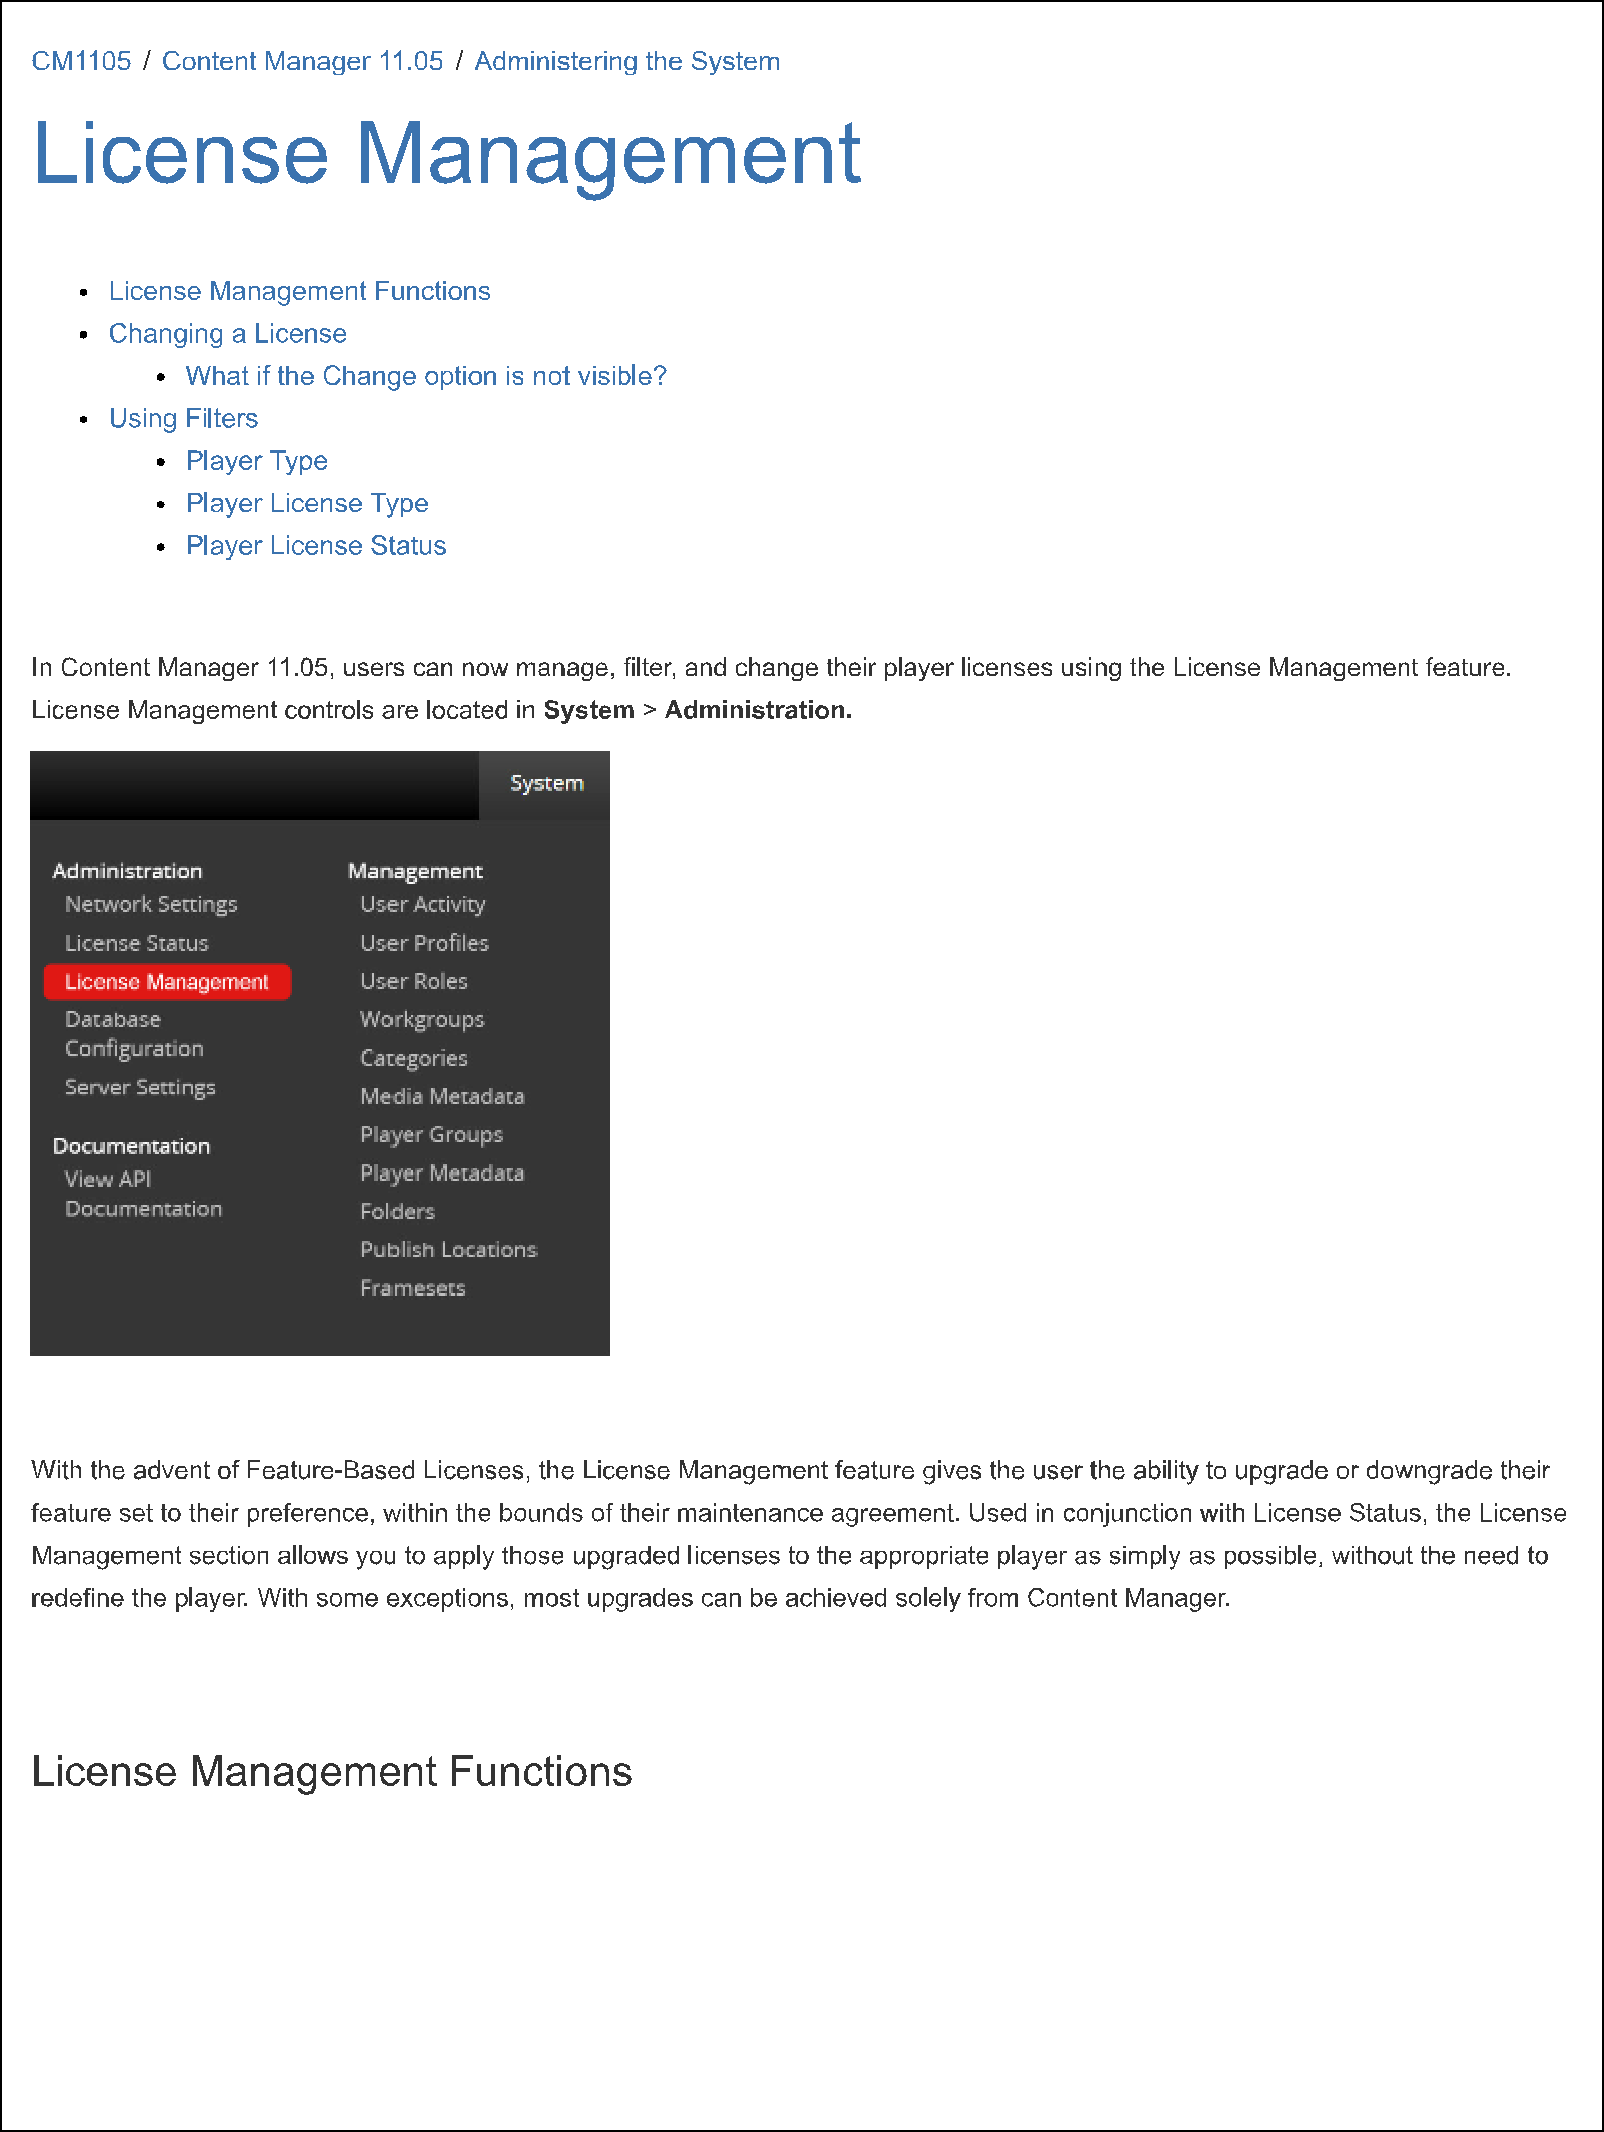 CM1105 / Content Manager 11.05 / Administering the System
License Management
• License Management Functions
• Changing a License
• What if the Change option is not visible?
• Using Filters
• Player Type
• Player License Type
• Player License Status
In Content Manager 11.05, users can now manage, filter, and change their player licenses using the License Management feature.
License Management controls are located in System > Administration.
System
Administration
Network Settings
License Status
License Management
Database
Configuration
Server Settings
Documentation
View API
Documentation
Management
User Activity
User Profiles
User Roles
Workgroups
Categories
Media Metadata
Player Groups
Player Metadata
Folders
Publish Locations
Framesets
With the advent of Feature-Based Licenses, the License Management feature gives the user the ability to upgrade or downgrade their
feature set to their preference, within the bounds of their maintenance agreement. Used in conjunction with License Status, the License
Management section allows you to apply those upgraded licenses to the appropriate player as simply as possible, without the need to
redefine the player. With some exceptions, most upgrades can be achieved solely from Content Manager.
License Management Functions